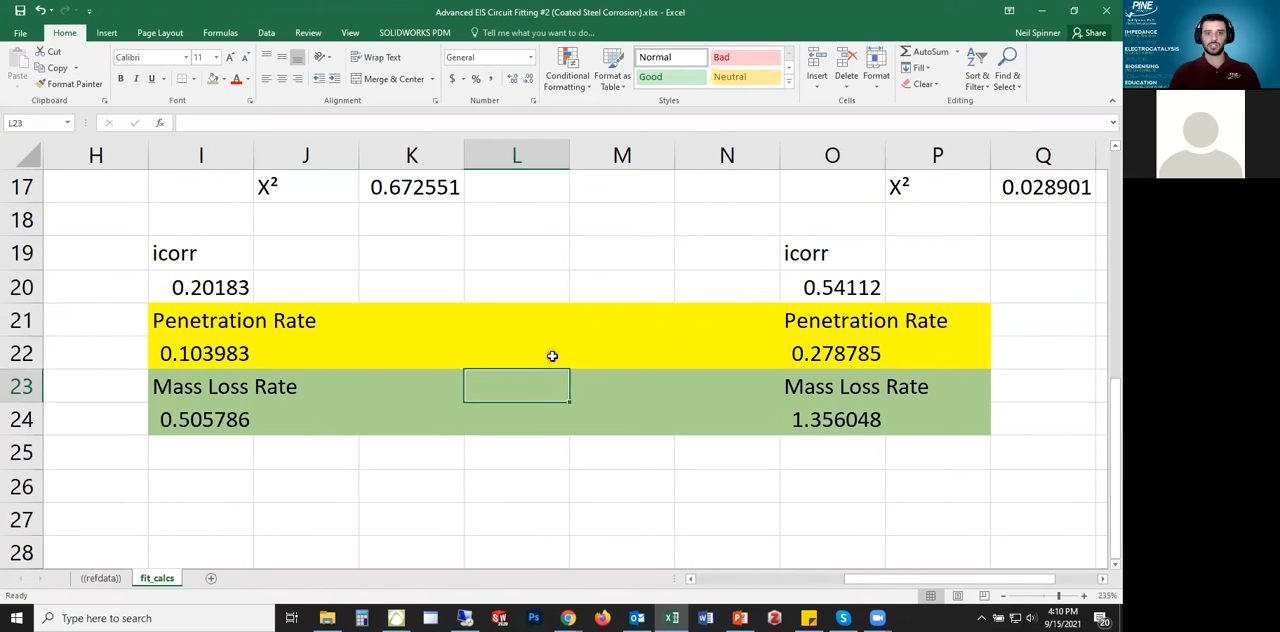 Advanced EIS Circuit Fitting #2 (Coated Steel Corrosion).xlsx - Excel
File Home Insert Page Layout Formulas Data Review View SOLIDWORKS PDM Tell me what you want to do... Neil Spinner Share
Paste Cut Calibri 11 Wrap Text General Conditional Format as Normal Bad Insert Delete Format AutoSum Sort & Find &
Copy Merge & Center Formatting Table Good Neutral Fill Filter Select
Format Painter Clear
Clipboard Font Alignment Number Styles Cells Editing
L23 fx
H I J K L M N O P Q
17 X² 0.672551 X² 0.028901
18
19 icorr icorr
20 0.20183 0.54112
21 Penetration Rate Penetration Rate
22 0.103983 0.278785
23 Mass Loss Rate Mass Loss Rate
24 0.505786 1.356048
25
26
27
28
((refdata)) fit_calcs
Ready 235%
Type here to search 4:10 PM
9/15/2021 20
PINE
IMPEDANCE
ELECTROCATALYSIS
BIOSENSING
EDUCATION